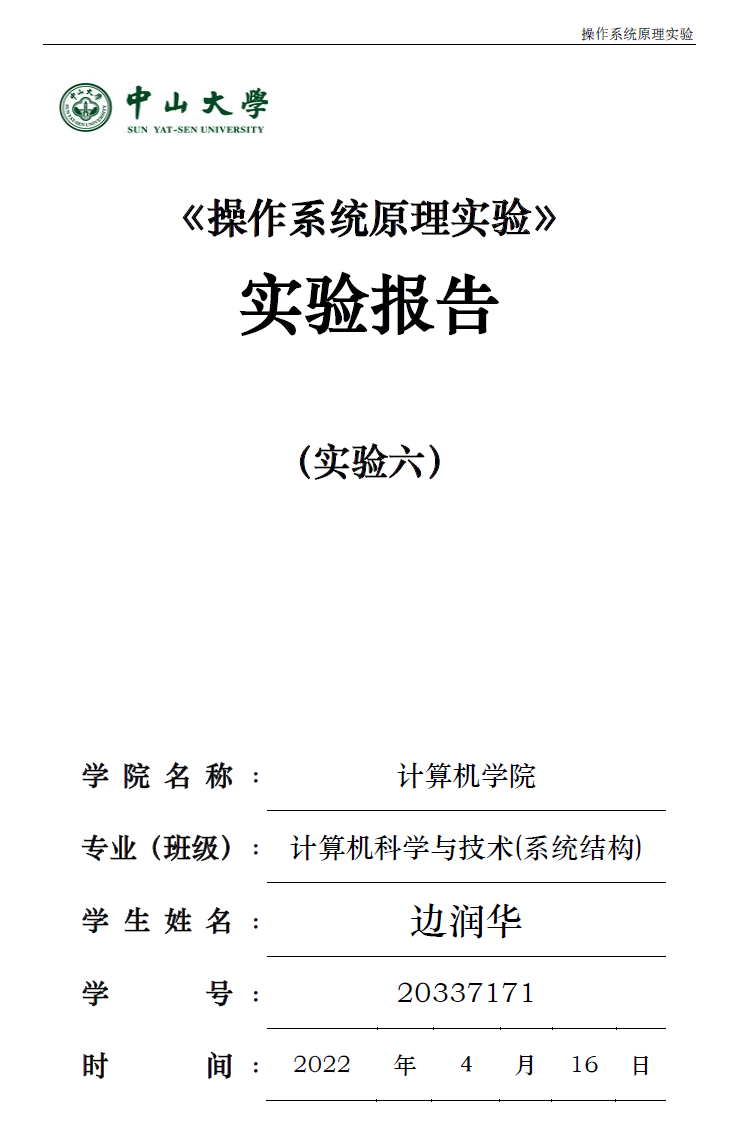 操作系统原理实验
中山大學
SUN YAT-SEN UNIVERSITY
《操作系统原理实验》
实验报告
（实验六）
学院名称： 计算机学院
专业（班级）： 计算机科学与技术(系统结构)
学生姓名： 边润华
学 号： 20337171
时 间： 2022 年 4 月 16 日